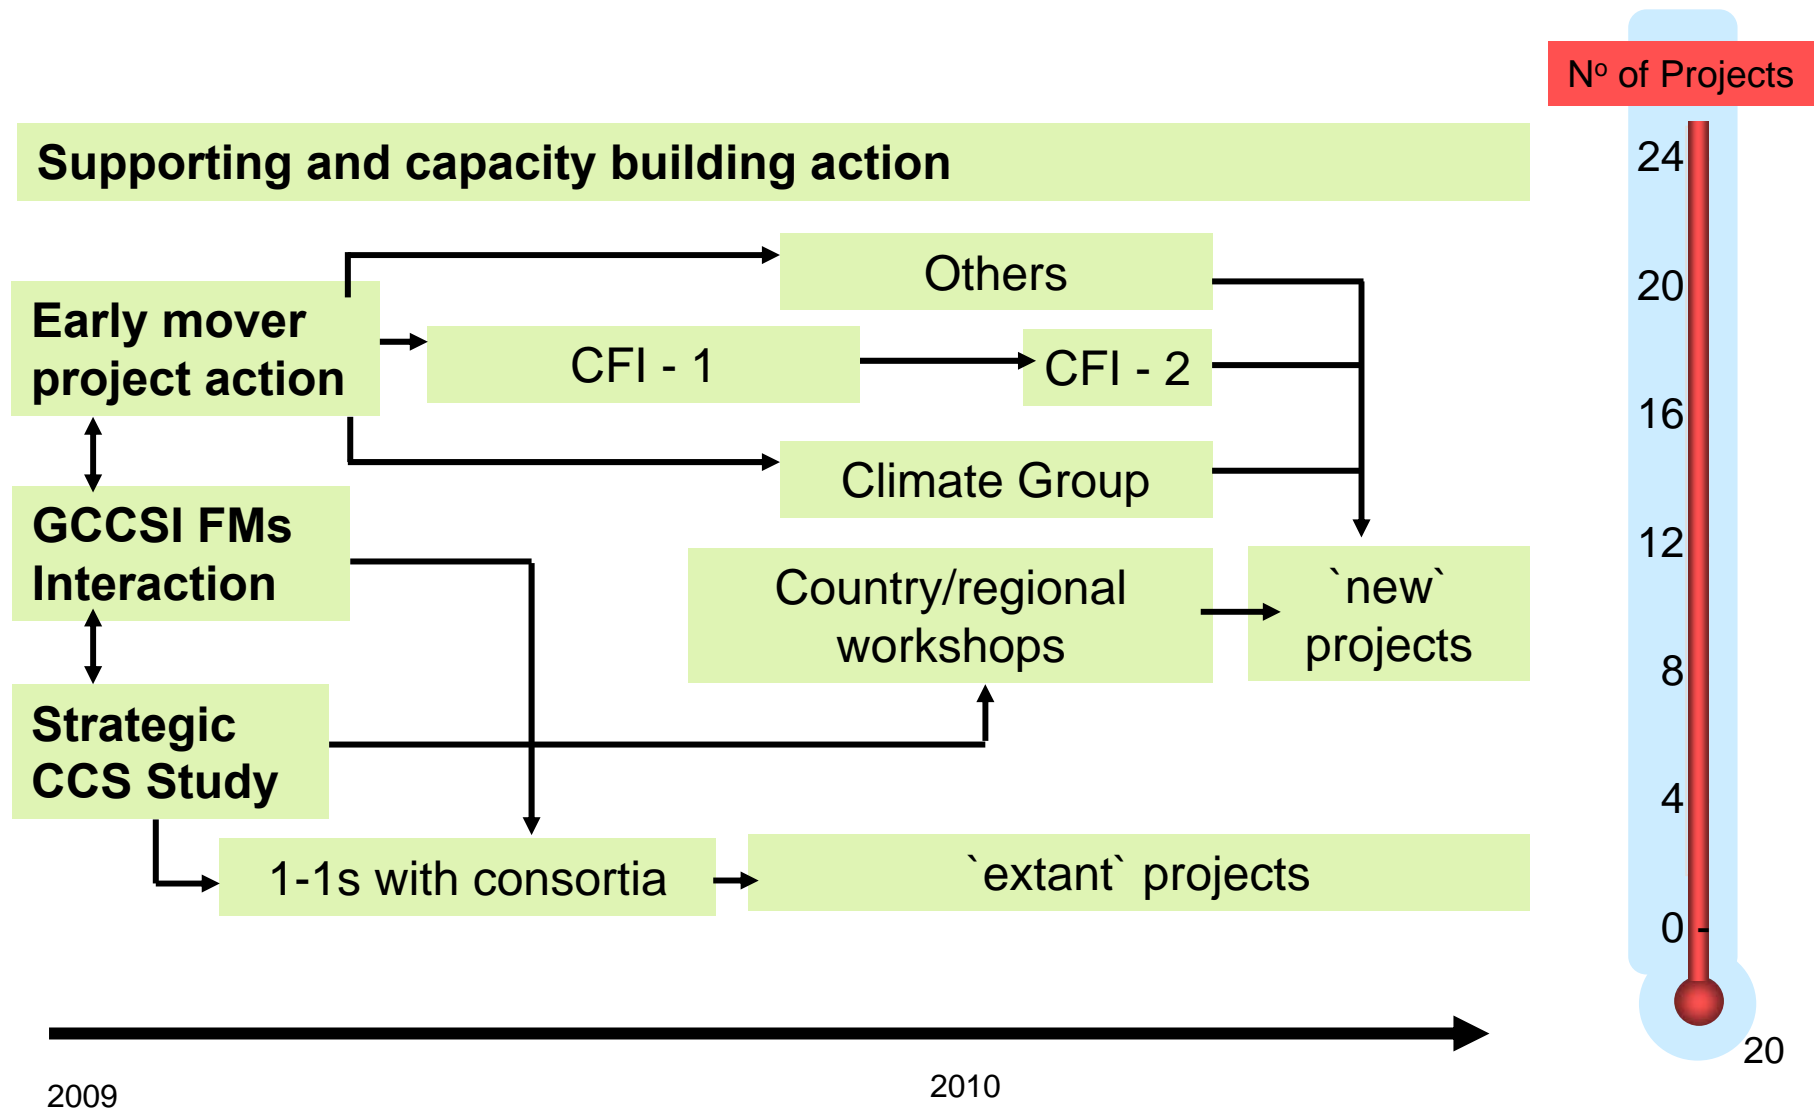 Nº of Projects
Supporting and capacity building action
24
Others
20
Early mover
project action
CFI - 1
CFI - 2
16
Climate Group
GCCSI FMs
Interaction
12
Country/regional
workshops
`new`
projects
8
Strategic
CCS Study
4
1-1s with consortia
`extant` projects
0 -
20
2009
2010